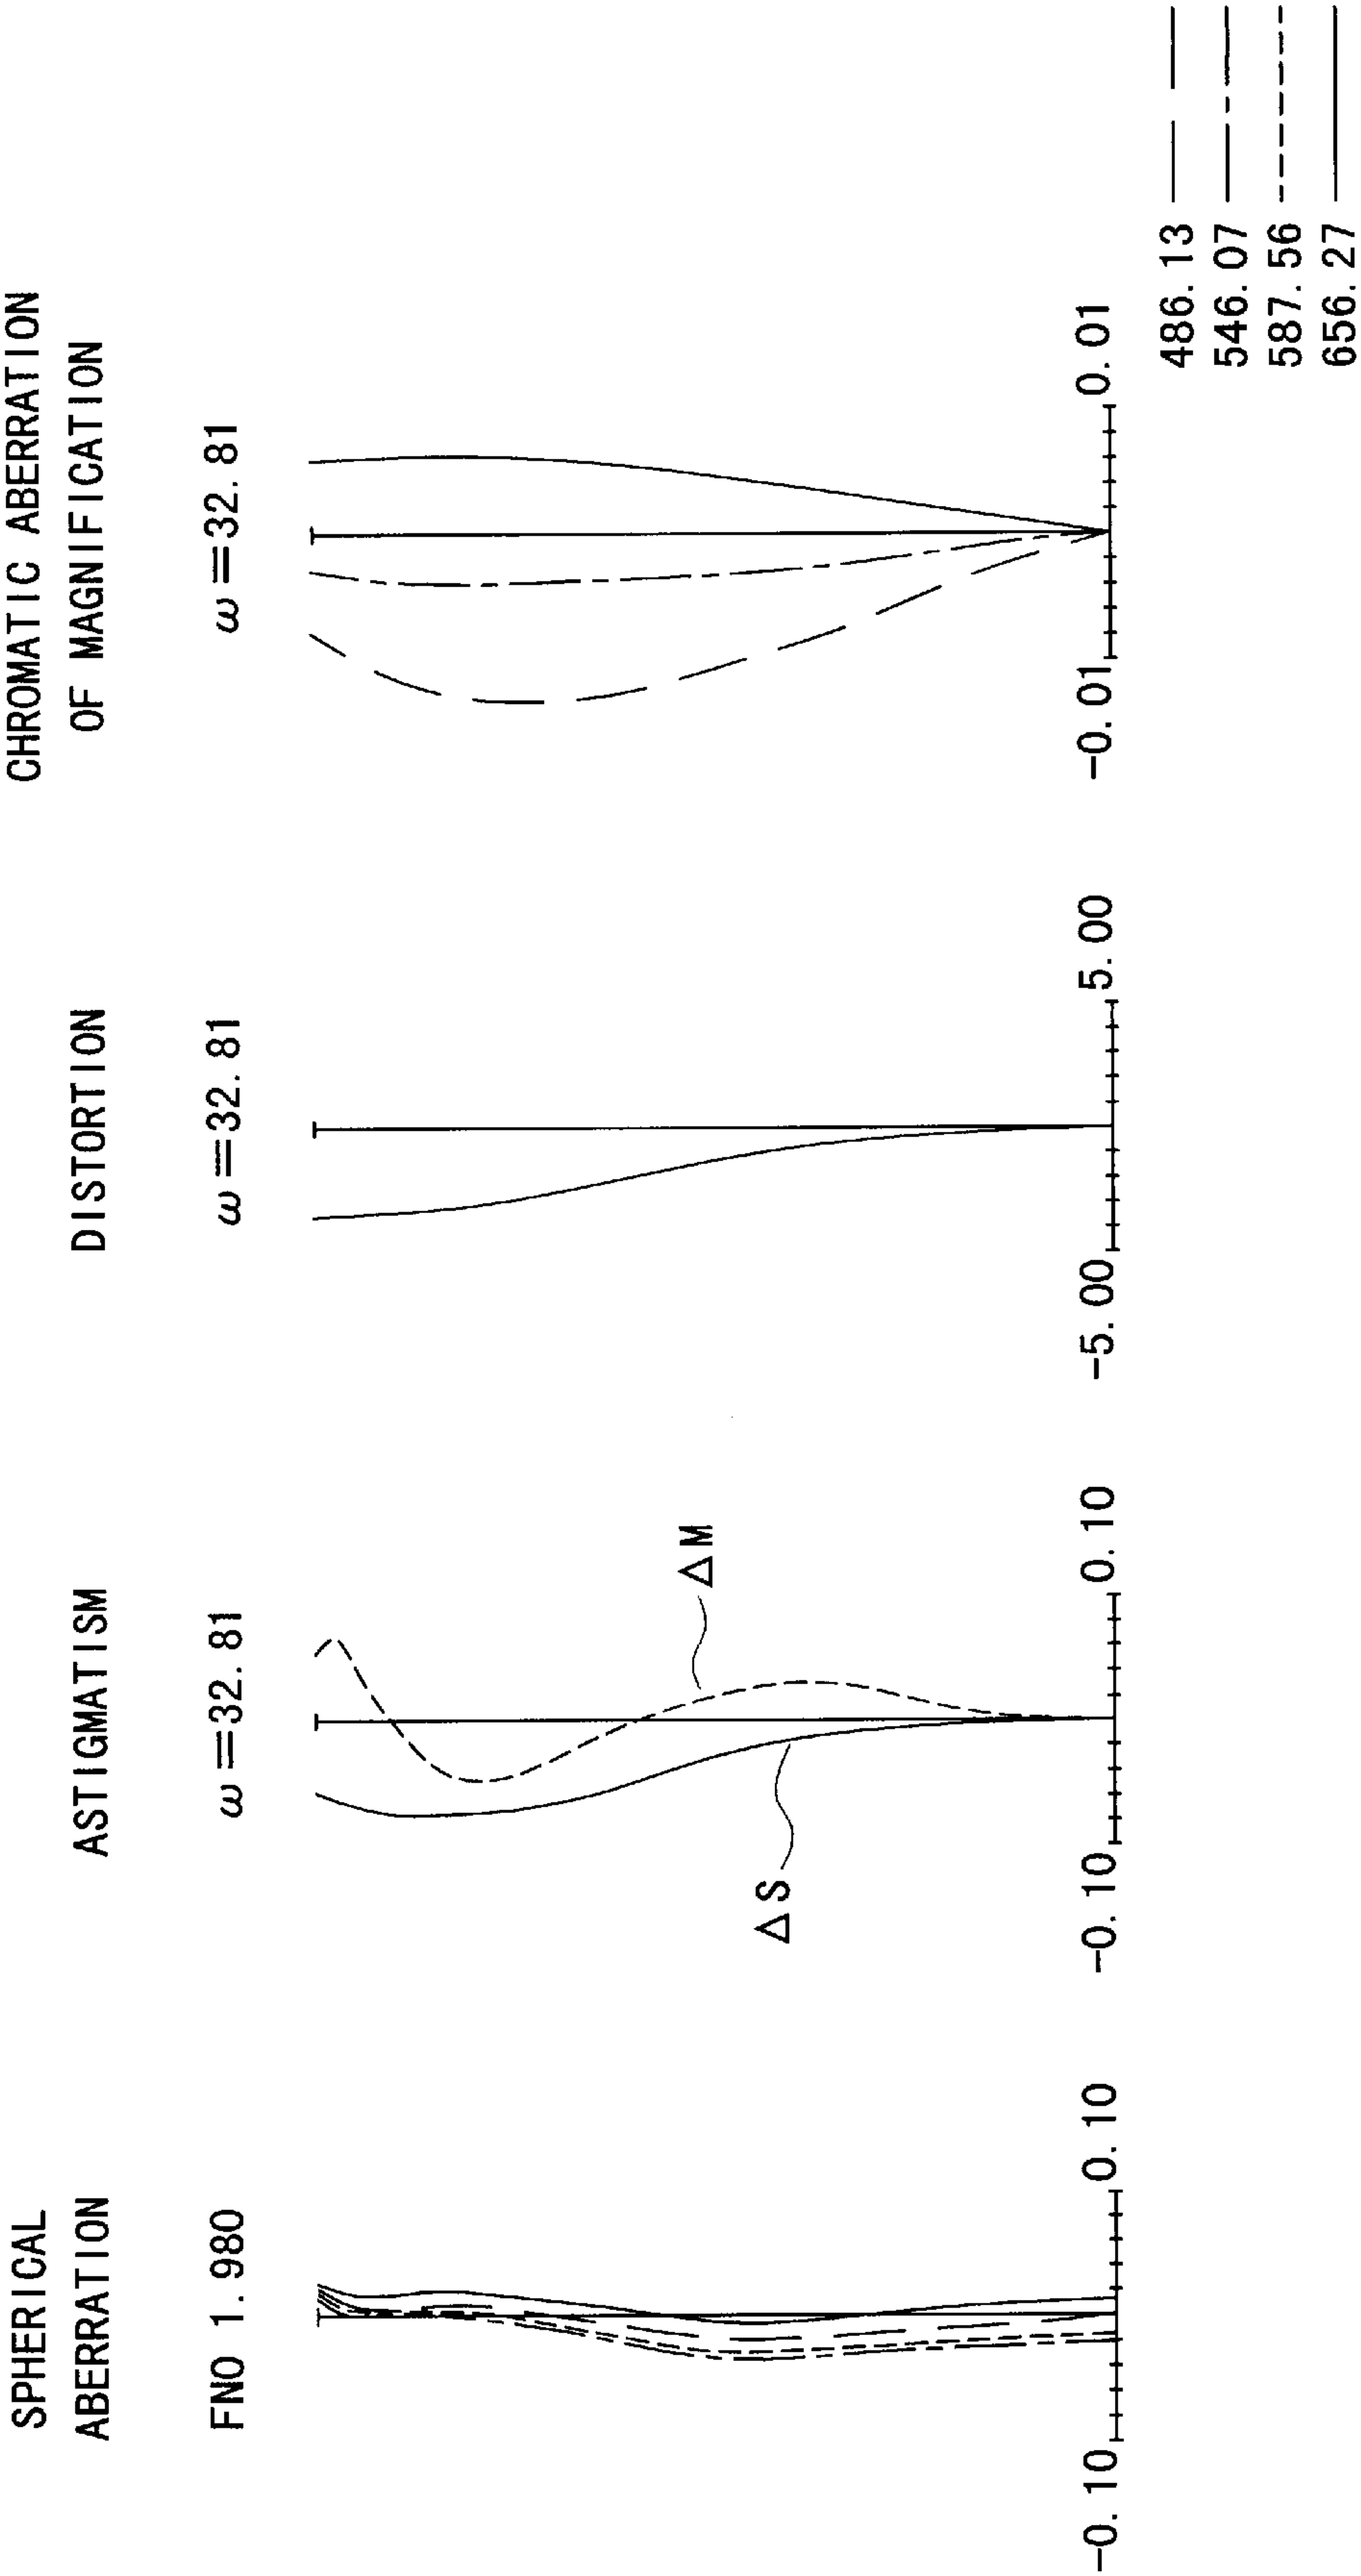 SPHERICAL
ABERRATION
FNO 1.980
-0.10
0.10
ASTIGMATISM
ω=32.81
ΔS
ΔM
-0.10
0.10
DISTORTION
ω=32.81
-5.00
5.00
CHROMATIC ABERRATION
OF MAGNIFICATION
ω=32.81
-0.01
0.01
486.13
546.07
587.56
656.27